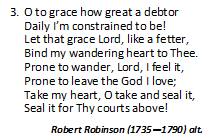 3. O to grace how great a debtor
Daily I'm constrained to be!
Let that grace Lord, like a fetter,
Bind my wandering heart to Thee.
Prone to wander, Lord, I feel it,
Prone to leave the God I love;
Take my heart, O take and seal it,
Seal it for Thy courts above!
Robert Robinson (1735—1790) alt.